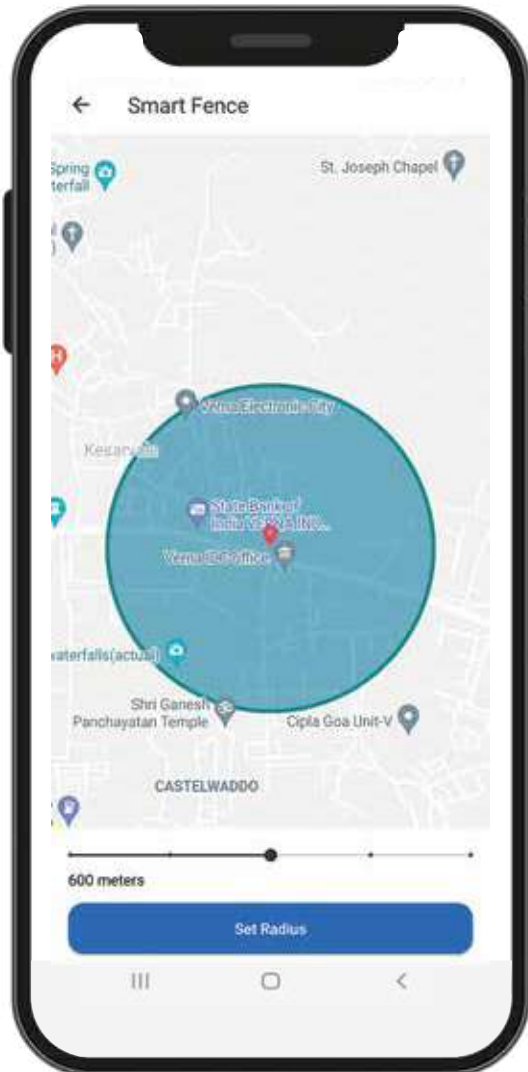 Smart Fence
Spring
terfall
St. Joseph Chapel
Verna Electronic City
State Bank of
India VERNA IND...
Verna IDC Office
waterfalls(actual)
Shri Ganesh
Panchayatan Temple
Cipla Goa Unit-V
CASTELWADDO
600 meters
Set Radius